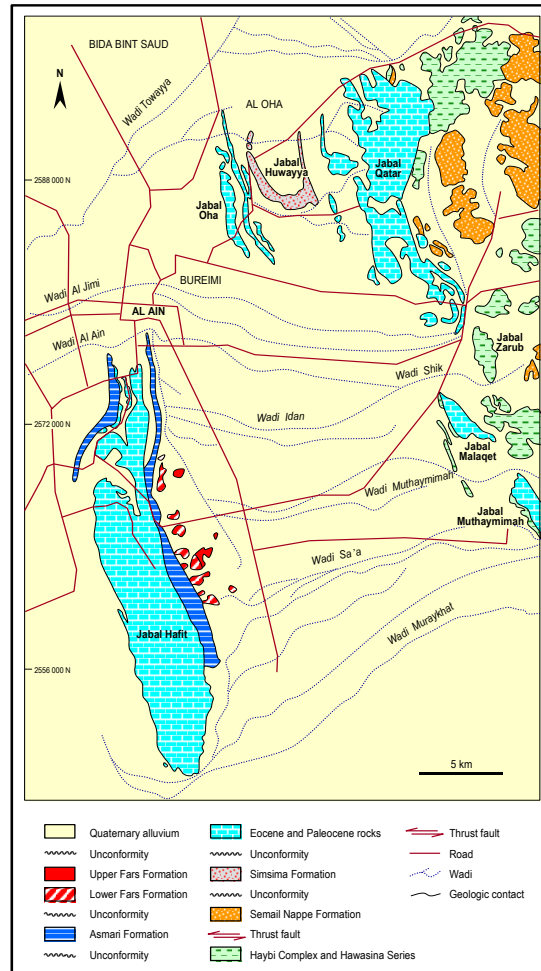 BIDA BINT SAUD
N
Wadi Towayya
AL OHA
Jabal
Huwayya
Jabal
Qatar
2588 000 N
Jabal
Oha
BUREIMI
Wadi Al Jimi
AL AIN
Wadi Al Ain
Jabal
Zarub
Wadi Shik
Wadi Idan
2572 000 N
Jabal
Malaqet
Wadi Muthaymimah
Jabal
Muthaymimah
Wadi Sa'a
Wadi Muraykhat
Jabal Hafit
2556 000 N
5 km
Quaternary alluvium
Unconformity
Upper Fars Formation
Lower Fars Formation
Unconformity
Asmari Formation
Unconformity
Eocene and Paleocene rocks
Unconformity
Simsima Formation
Unconformity
Semail Nappe Formation
Thrust fault
Haybi Complex and Hawasina Series
Thrust fault
Road
Wadi
Geologic contact